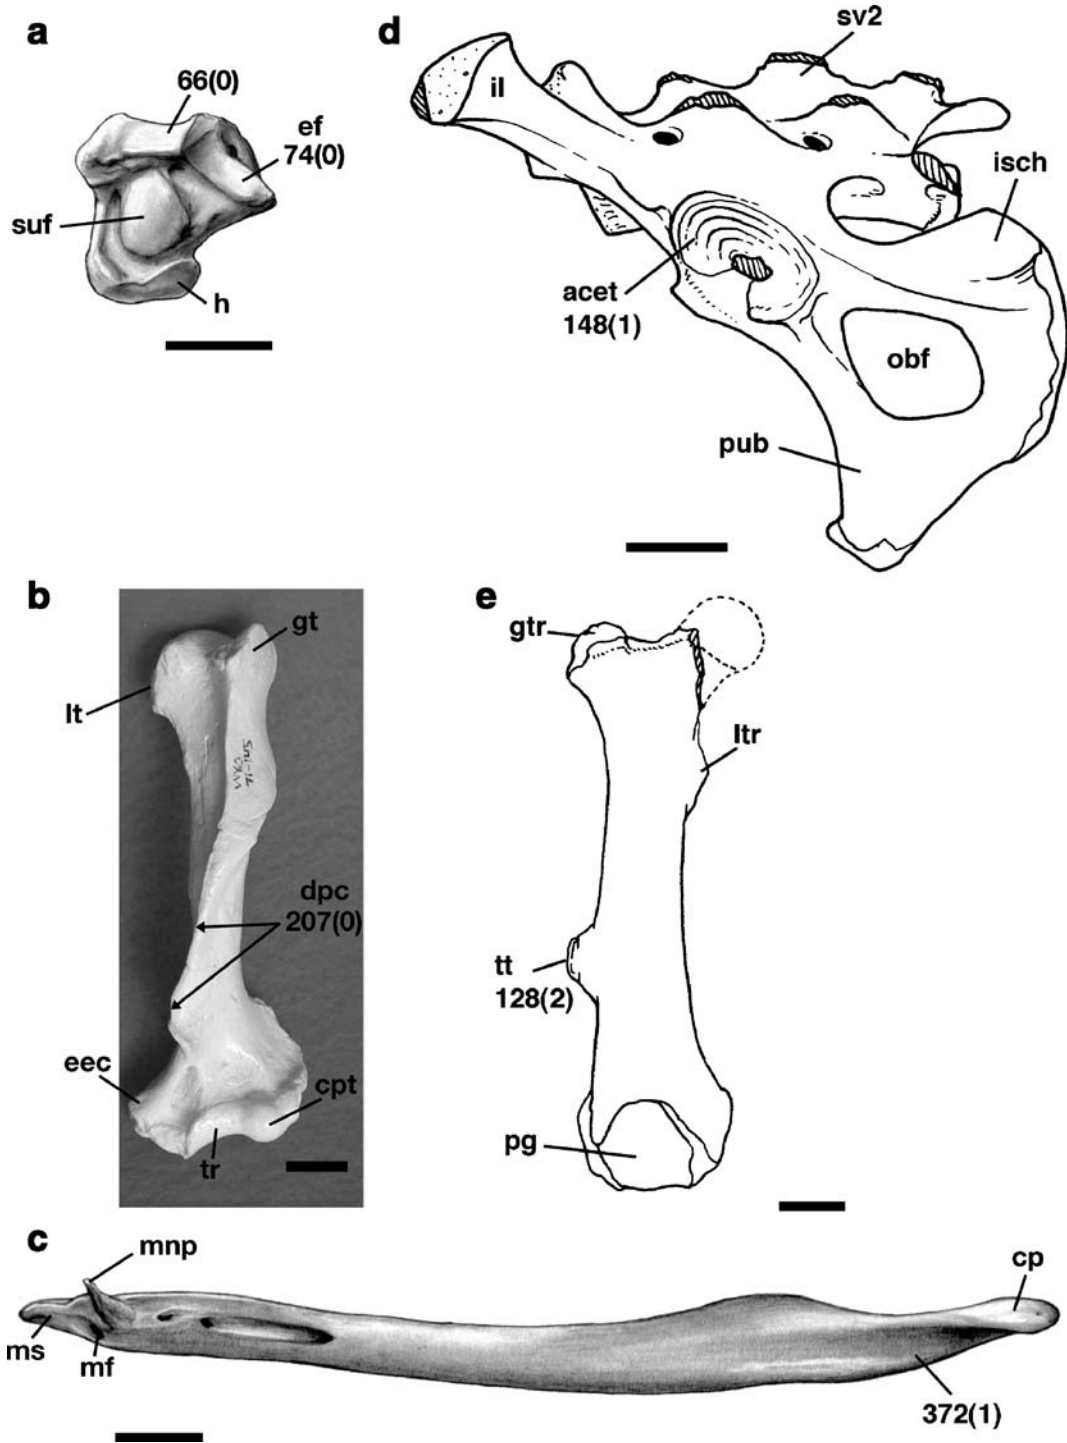 a
66(0)
ef
74(0)
suf
h
d
sv2
il
isch
acet
148(1)
obf
pub
b
gt
lt
dpc
207(0)
eec
cpt
tr
e
gtr
ltr
tt
128(2)
pg
c
mnp
cp
ms
mf
372(1)